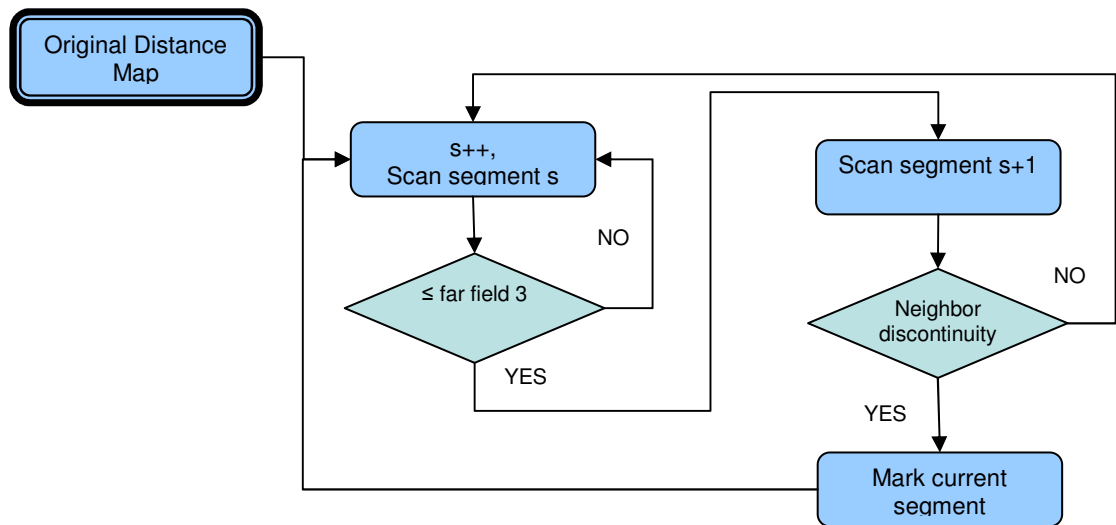 Original Distance
Map
s++,
Scan segment s
NO
≤ far field 3
YES
Scan segment s+1
NO
Neighbor
discontinuity
YES
Mark current
segment